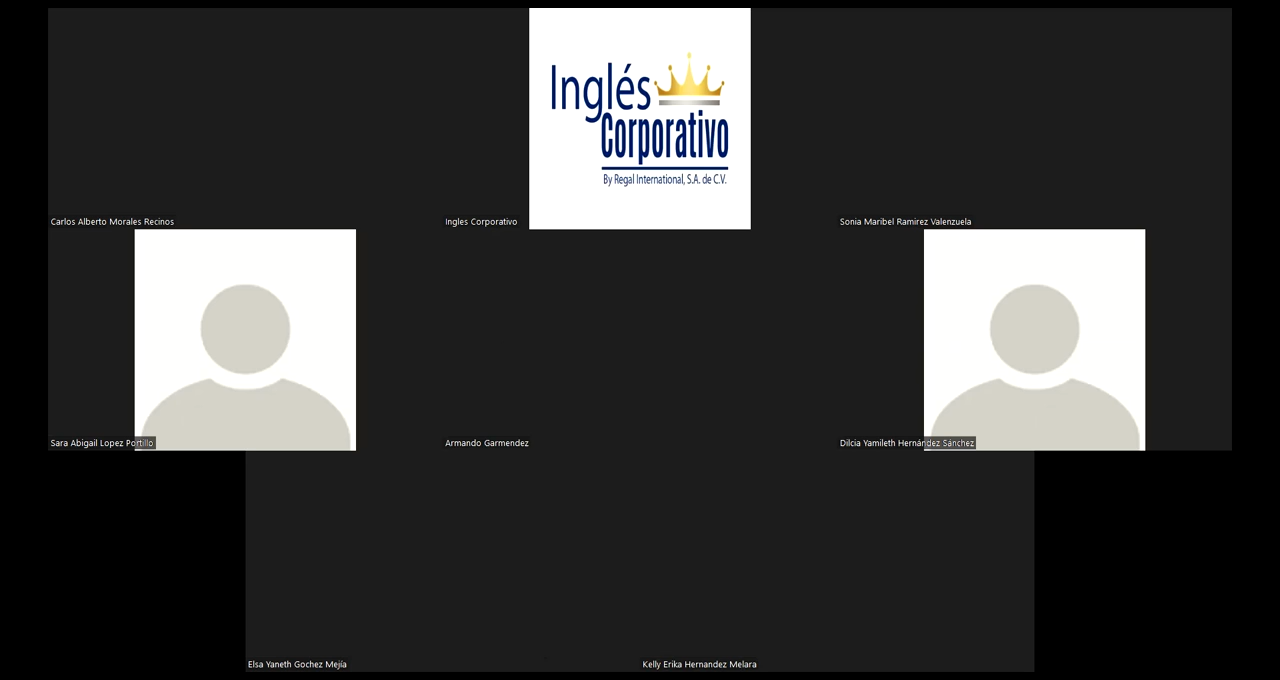 Inglés
Corporativo
By Regal International, S.A. de C.V.
Carlos Alberto Morales Recinos
Ingles Corporativo
Sonia Maribel Ramirez Valenzuela
Sara Abigail Lopez Portillo
Armando Garmendez
Dilcia Yamileth Hernández Sánchez
Elsa Yaneth Gochez Mejía
Kelly Erika Hernandez Melara